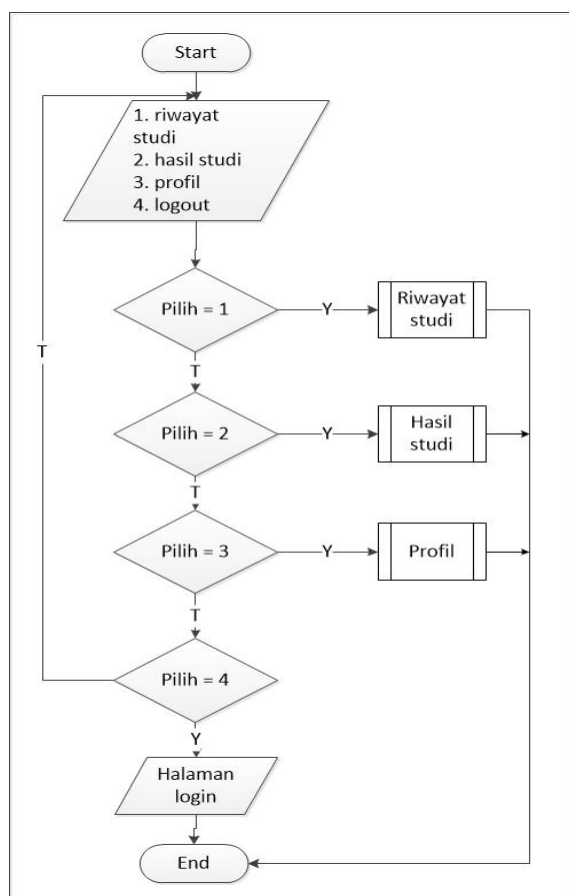 Start
1. riwayat
studi
2. hasil studi
3. profil
4. logout
Pilih = 1
Y
Riwayat
studi
T
T
Pilih = 2
Y
Hasil
studi
T
Pilih = 3
Y
Profil
T
Pilih = 4
Y
Halaman
login
End